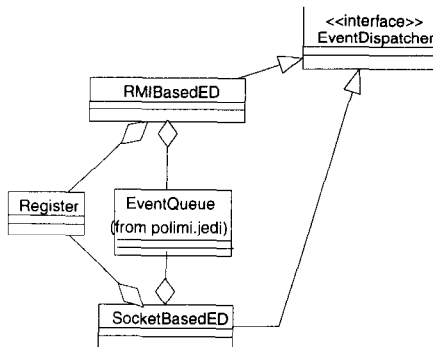 <<interface>>
EventDispatcher
RMIBasedED
Register
EventQueue
(from polimi.jedi)
SocketBasedED